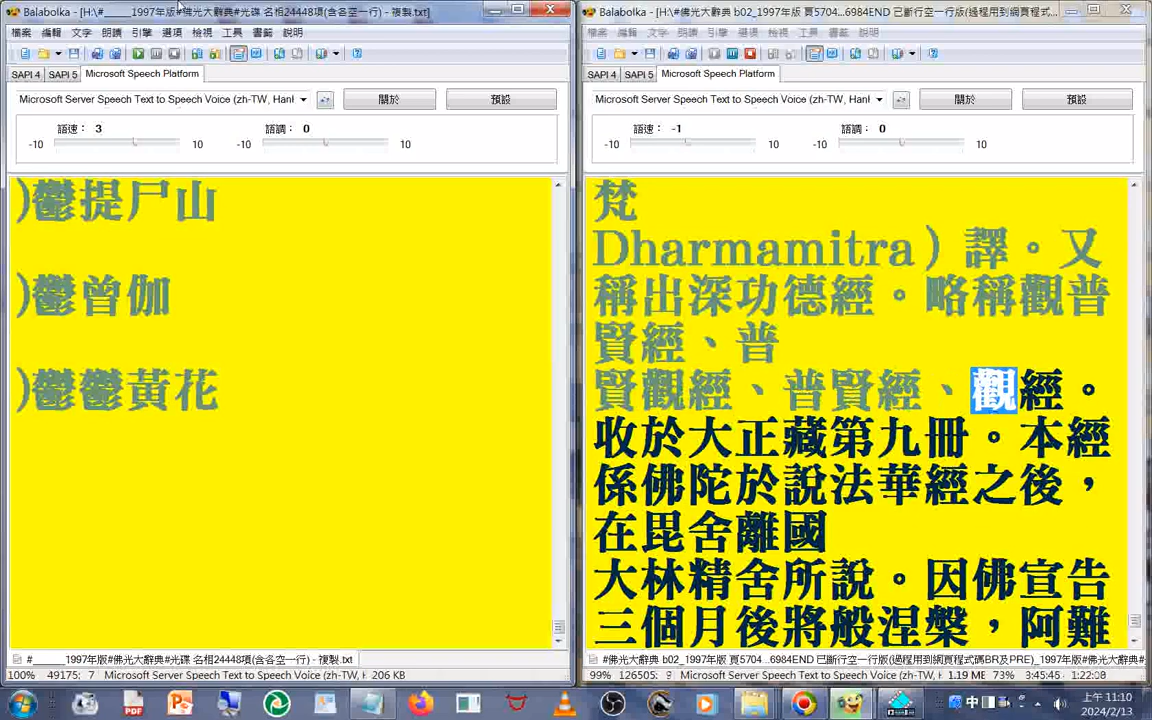 Balabolka - [H:\#_____1997年版#佛光大辭典#光碟 名相24448項(含各空一行) - 複製.txt]
檔案 編輯 文字 朗讀 引擎 選項 檢視 工具 書籤 說明
SAPI 4 SAPI 5 Microsoft Speech Platform
Microsoft Server Speech Text to Speech Voice (zh-TW, Hanl
關於 預設
語速： 3 語調： 0
-10 10 -10 10
)鬱提尸山
)鬱曾伽
)鬱鬱黃花
#_____1997年版#佛光大辭典#光碟 名相24448項(含各空一行) - 複製.txt
100% 49175: 7 Microsoft Server Speech Text to Speech Voice (zh-TW, H 206 KB
Balabolka - [H:\#佛光大辭典 b02_1997年版 頁5704...6984END 已斷行空一行版(過程用到網頁程式...
檔案 編輯 文字 朗讀 引擎 選項 檢視 工具 書籤 說明
SAPI 4 SAPI 5 Microsoft Speech Platform
Microsoft Server Speech Text to Speech Voice (zh-TW, Hanl
關於 預設
語速： -1 語調： 0
-10 10 -10 10
梵
Dharmamitra）譯。又
稱出深功德經。略稱觀普
賢經、普
賢觀經、普賢經、觀經。
收於大正藏第九冊。本經
係佛陀於說法華經之後，
在毘舍離國
大林精舍所說。因佛宣告
三個月後將般涅槃，阿難
#佛光大辭典 b02_1997年版 頁5704...6984END 已斷行空一行版(過程用到網頁程式碼BR及PRE)_1997年版#佛光大辭典#
99% 126505: 9 Microsoft Server Speech Text to Speech Voice (zh-TW, H 1.19 MB 73% 3:45:45 1:22:08
中
上午 11:10
2024/2/13